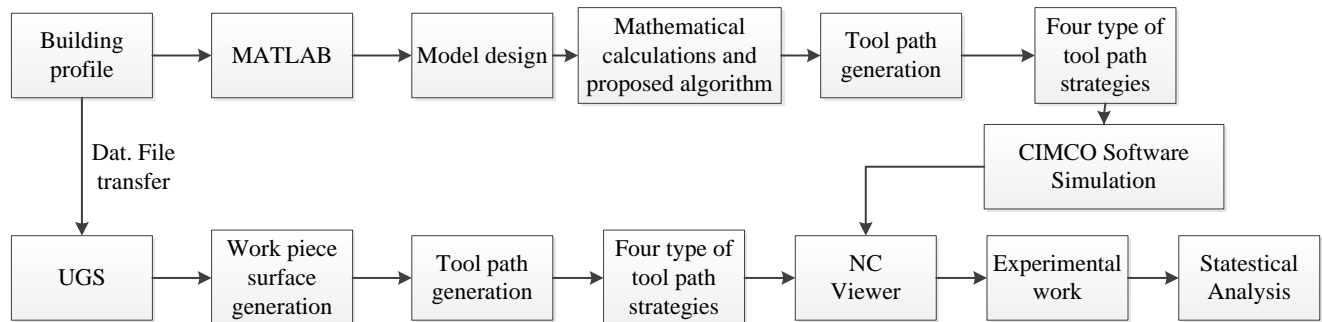 Building
profile
MATLAB
Model design
Mathematical
calculations and
proposed algorithm
Tool path
generation
Four type of
tool path
strategies
CIMCO Software
Simulation
Dat. File
transfer
UGS
Work piece
surface
generation
Tool path
generation
Four type of
tool path
strategies
NC
Viewer
Experimental
work
Statestical
Analysis